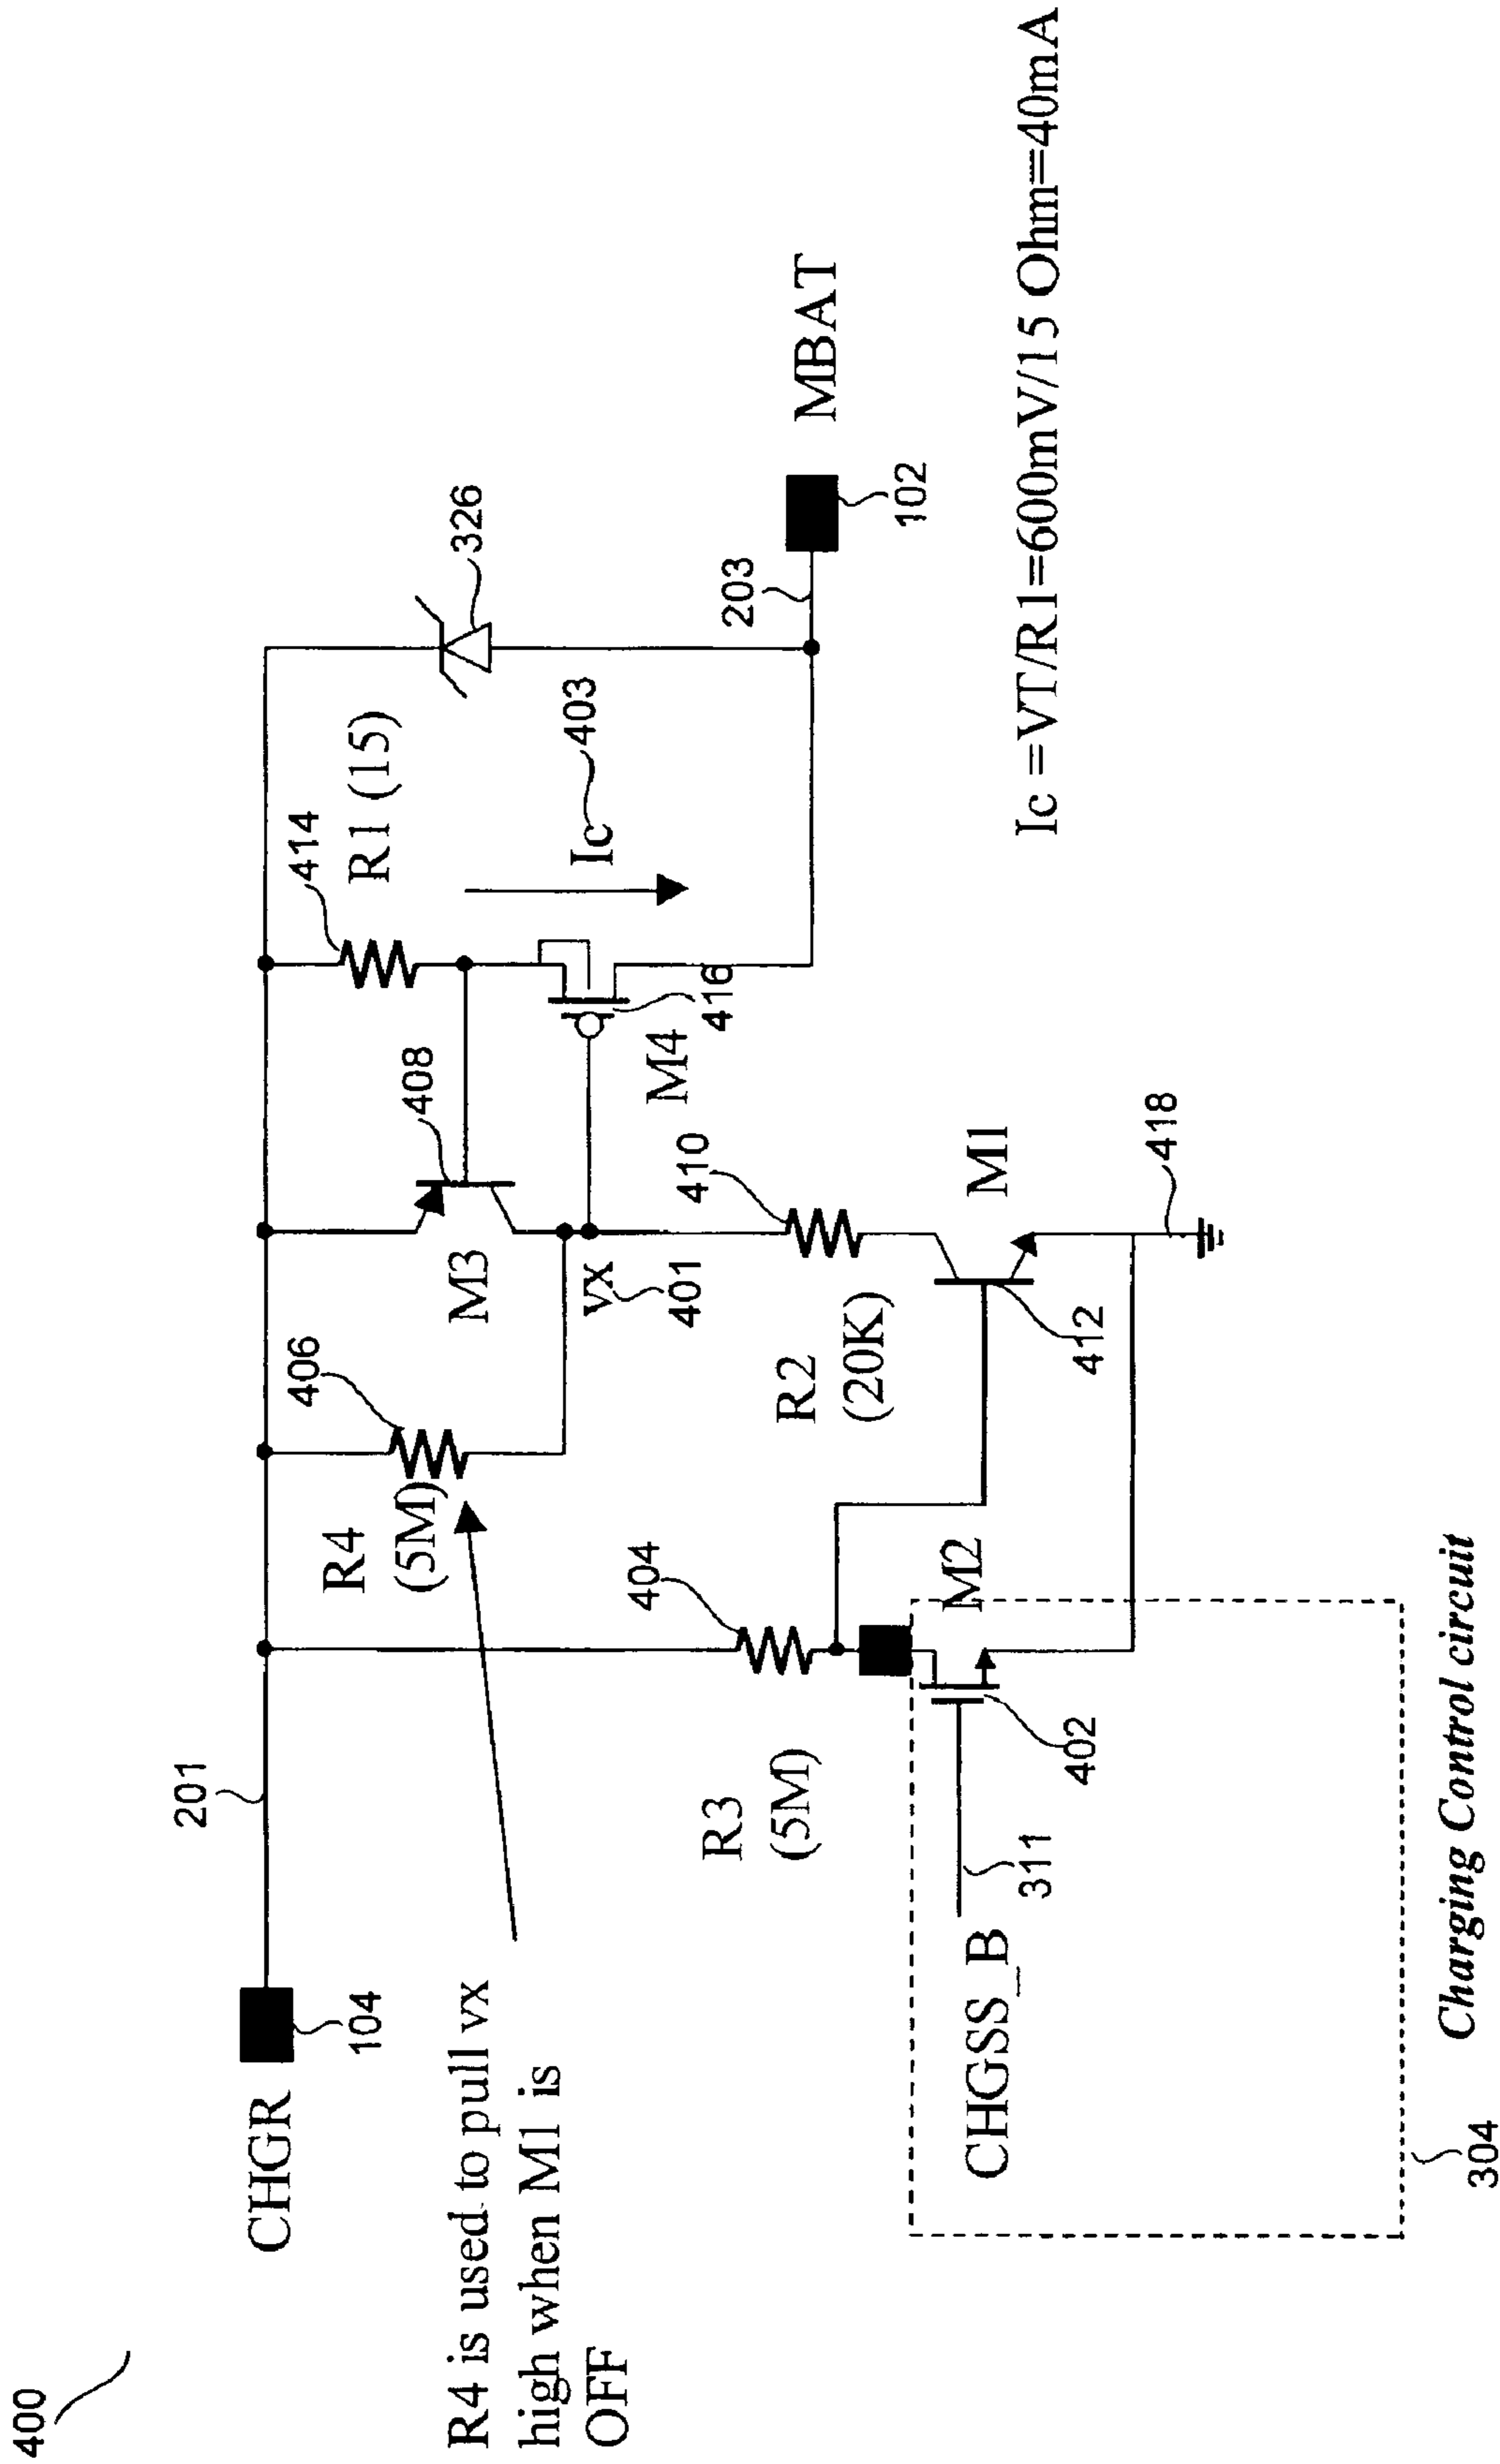 400
CHGR
104
201
R4 is used to pull vx
high when M1 is
OFF
R4
(5M)
406
M3
408
414
R1 (15)
326
Ic
403
vx
401
M4
416
203
MBAT
102
R3
(5M)
404
R2
(20K)
410
M1
412
418
M2
402
CHGSS_B
311
304
Charging Control circuit
Ic =VT/R1=600mV/15 Ohm=40mA